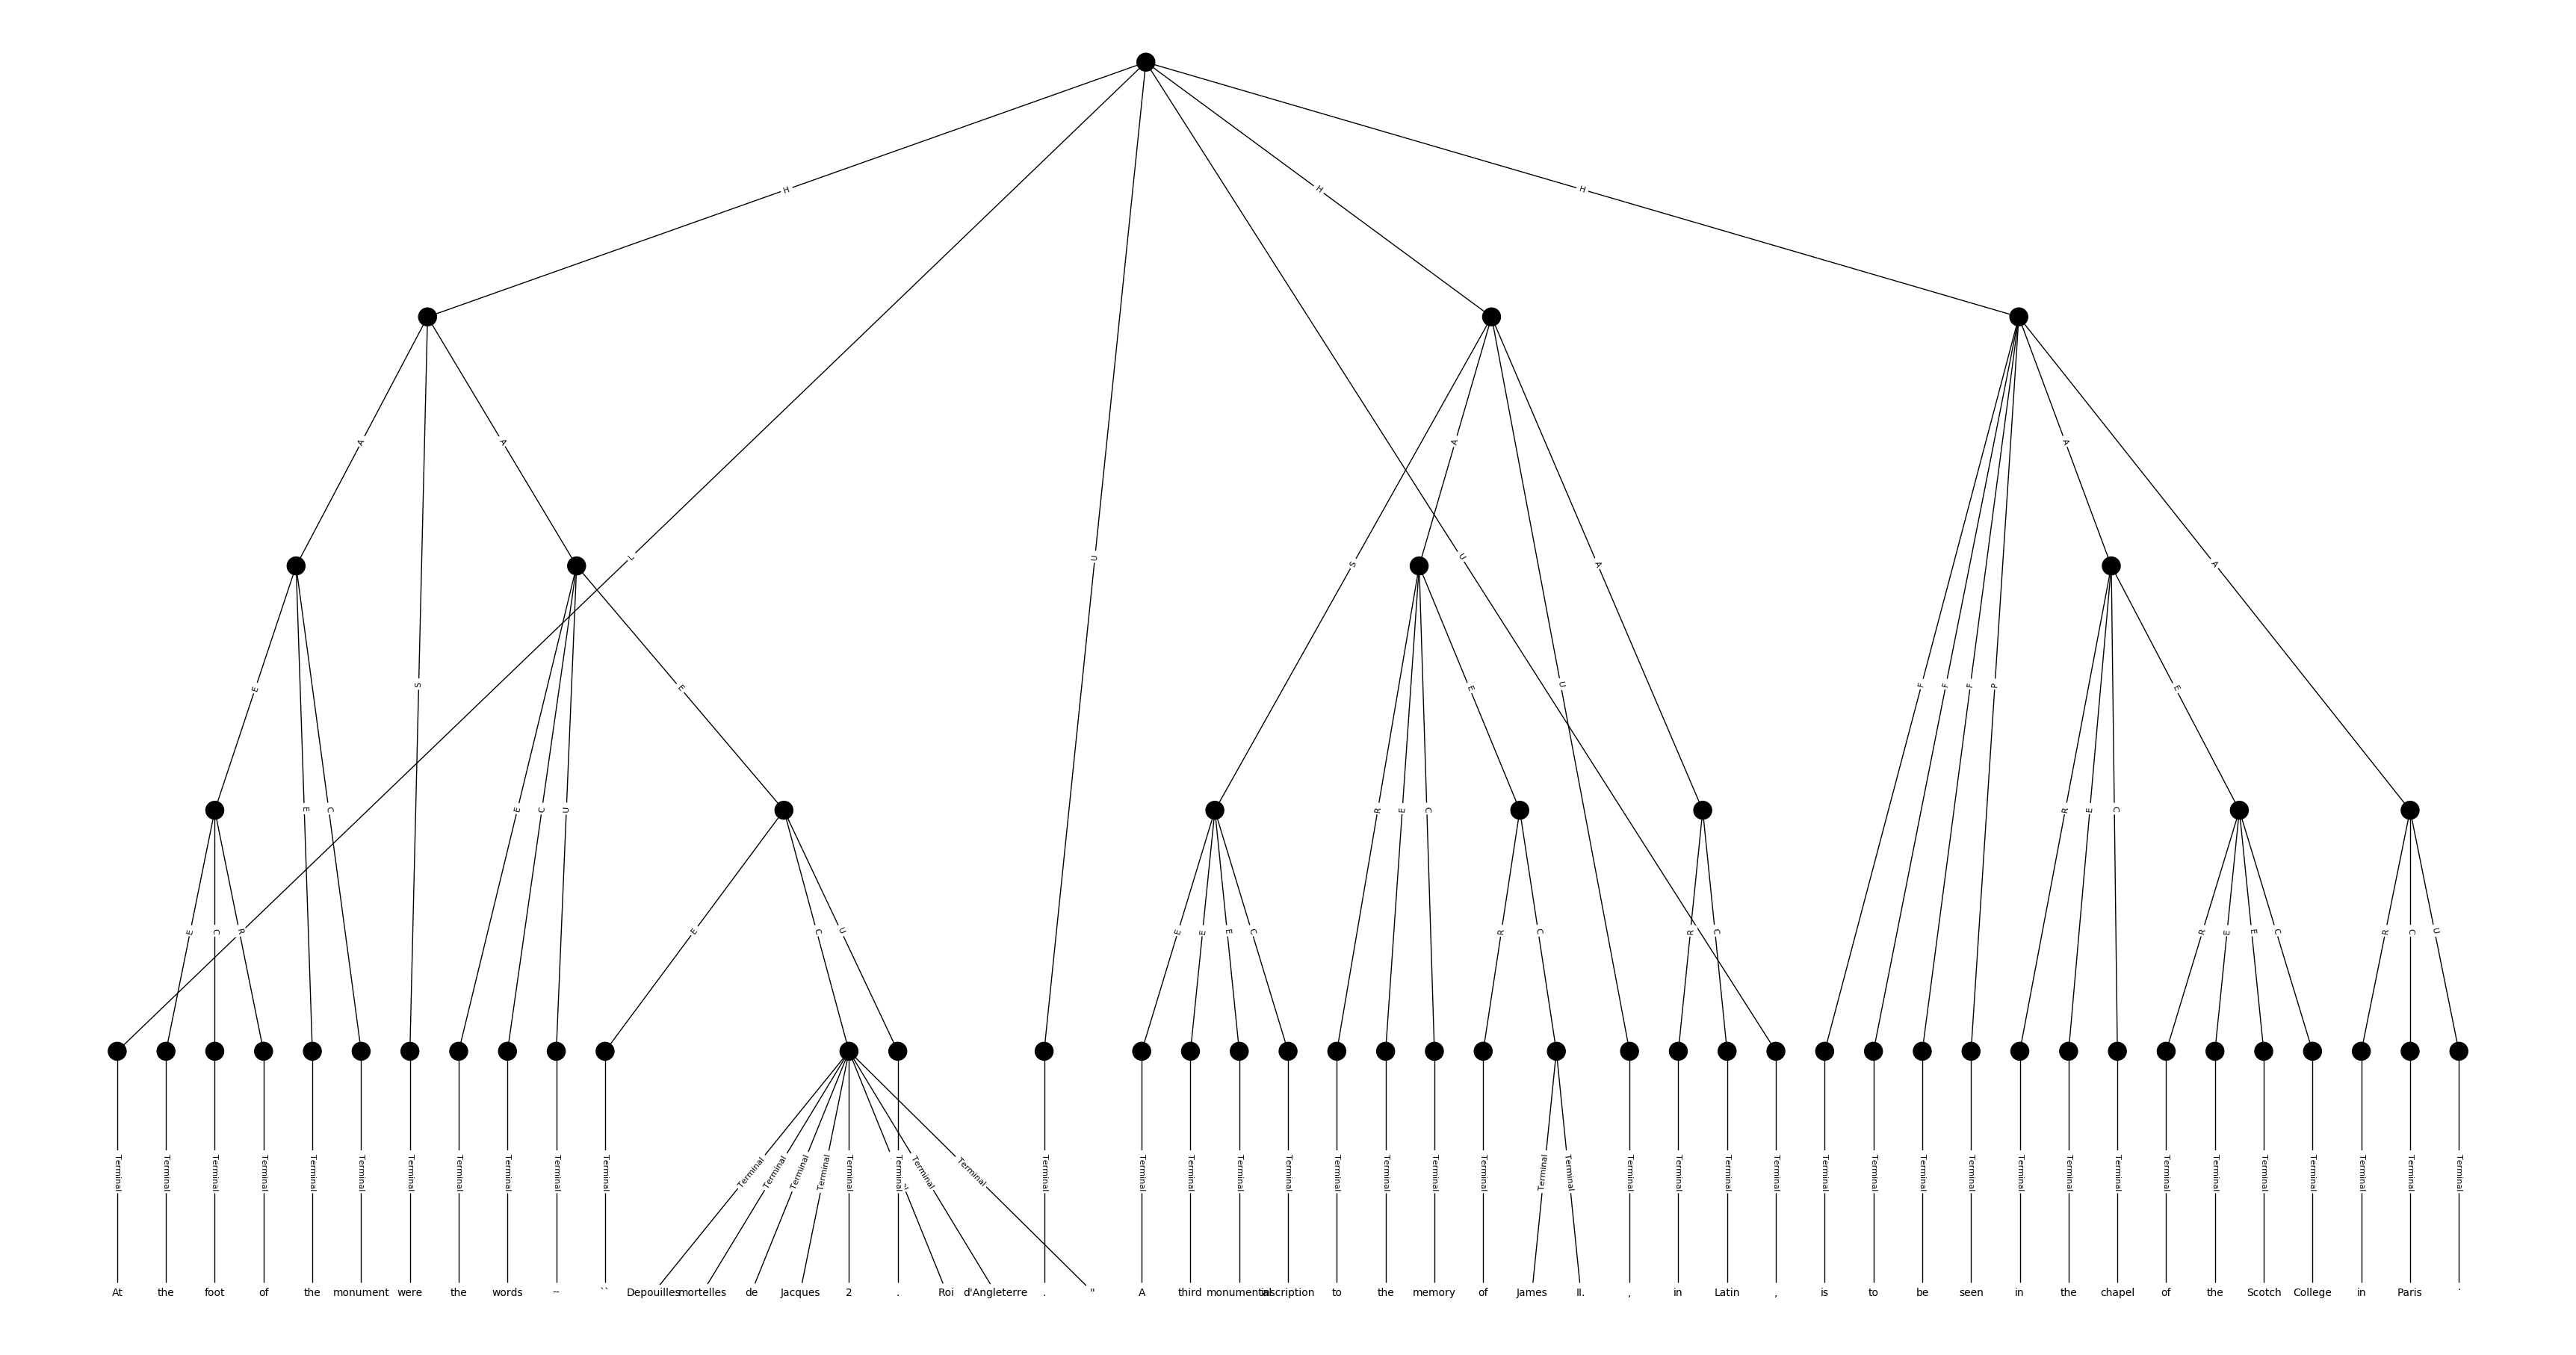 H H H
A A A A
L U S U A A
E S U F F F P E
E C E C U R E C R E C
E C R E C U E E E C R C R C R E E C R C U
Terminal Terminal Terminal Terminal Terminal Terminal Terminal Terminal Terminal Terminal Terminal Terminal Terminal Terminal Terminal Terminal Terminal Terminal Terminal Terminal Terminal Terminal Terminal Terminal Terminal Terminal Terminal Terminal Terminal Terminal Terminal Terminal Terminal Terminal Terminal Terminal Terminal Terminal Terminal Terminal Terminal Terminal Terminal Terminal Terminal Terminal Terminal
At the foot of the monument were the words -- `` Depouilles mortelles de Jacques 2 . Roi d'Angleterre . " A third monumental inscription to the memory of James II. , in Latin , is to be seen in the chapel of the Scotch College in Paris .